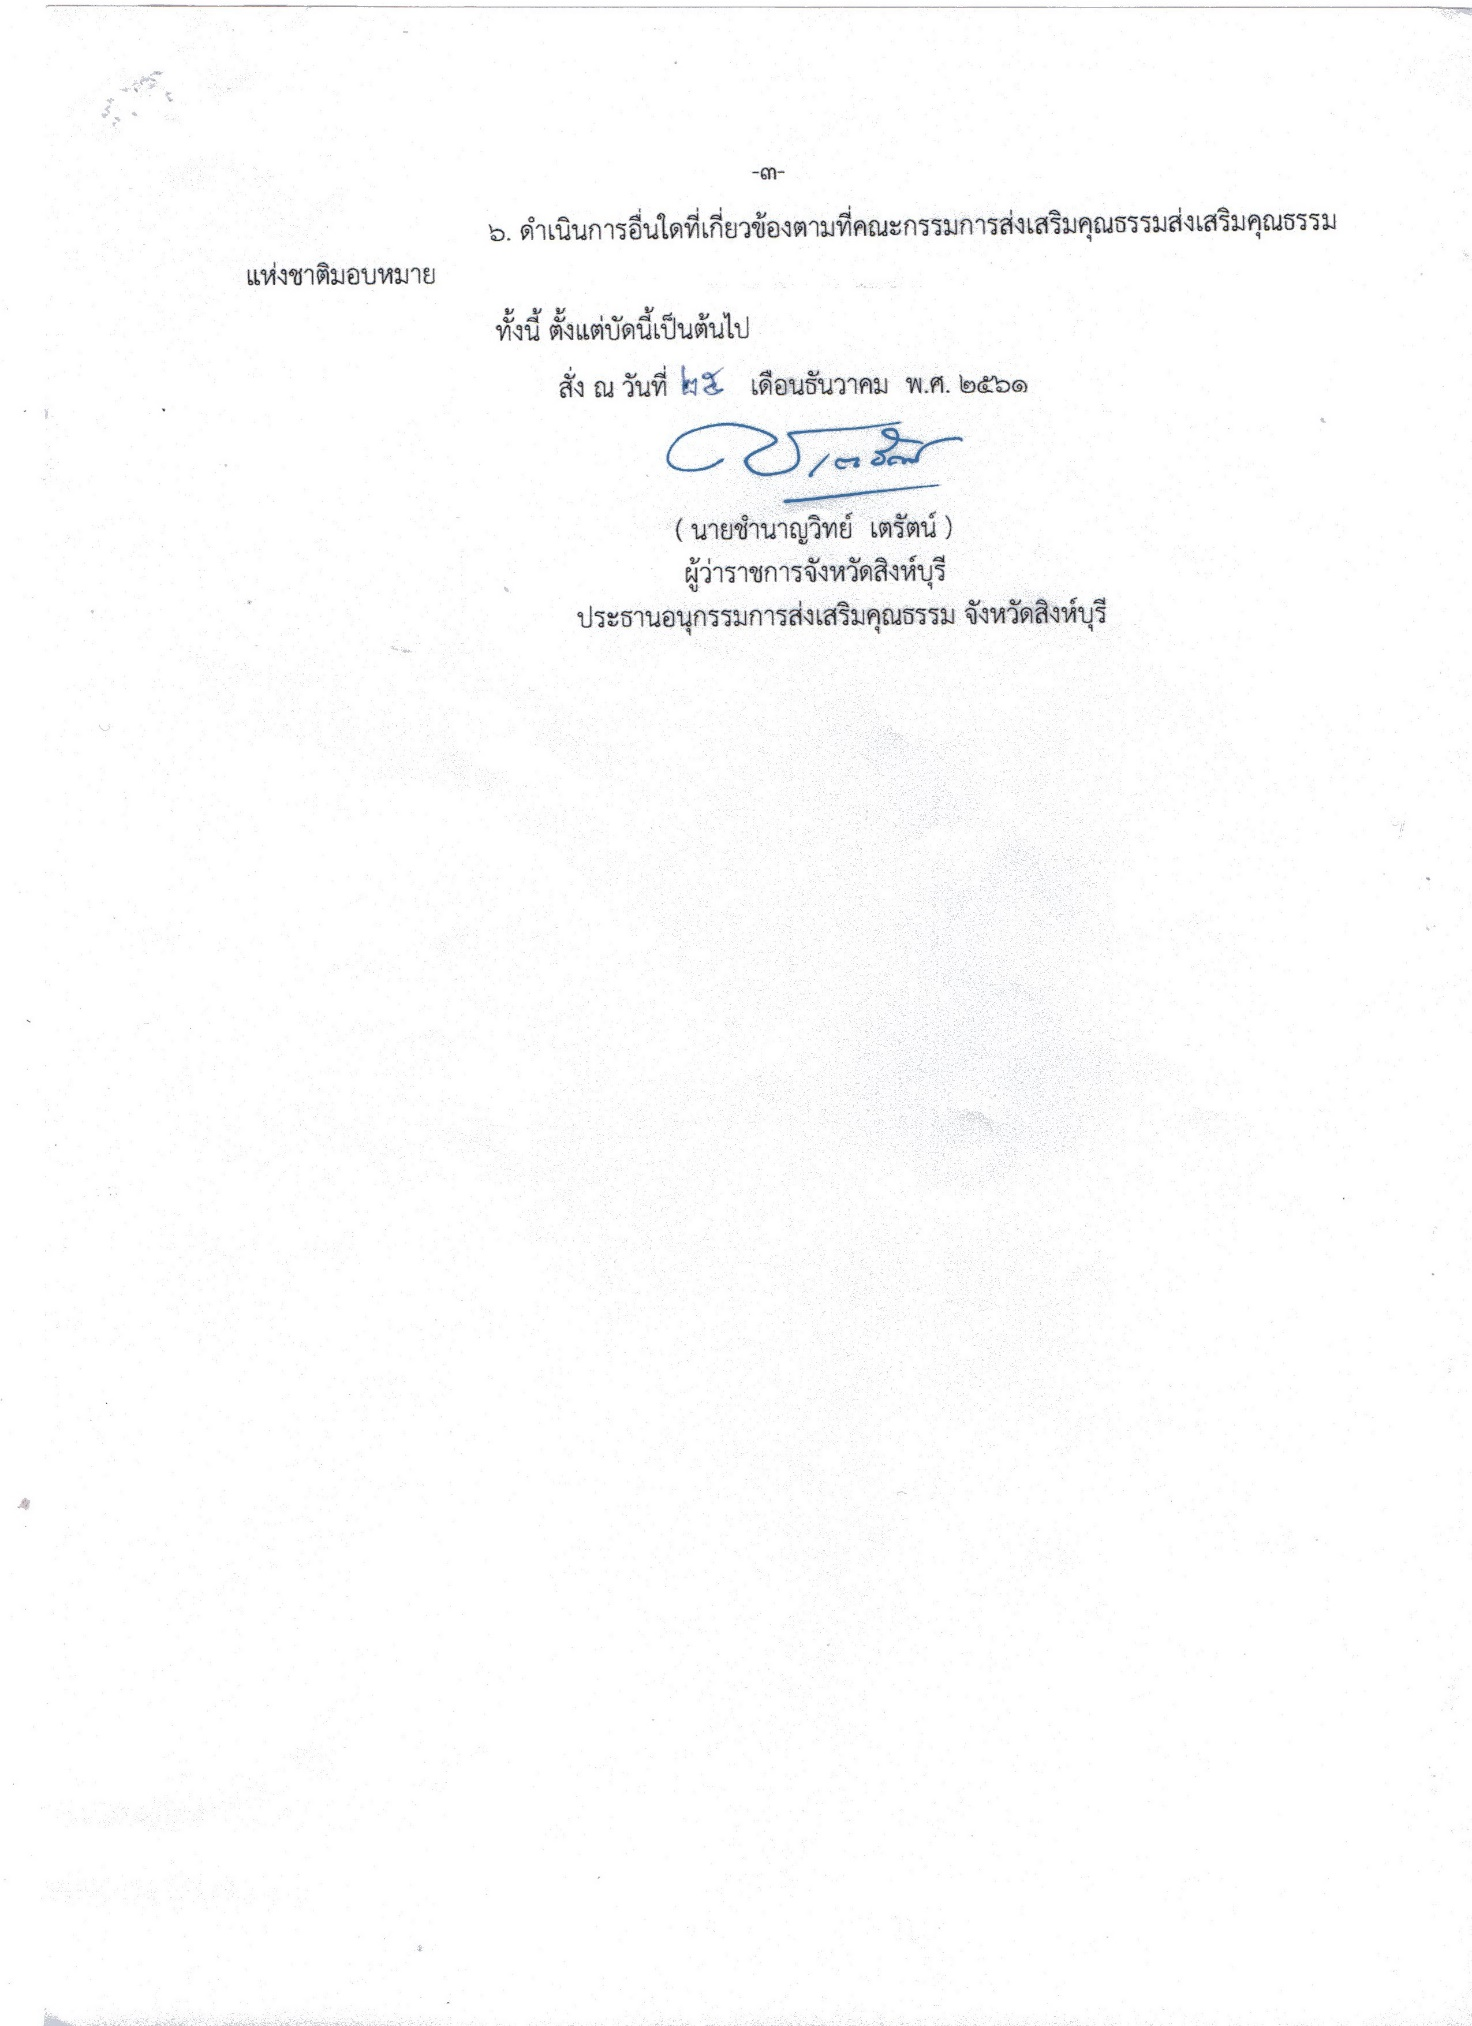 -๓-
๖. ดำเนินการอื่นใดที่เกี่ยวข้องตามที่คณะกรรมการส่งเสริมคุณธรรมส่งเสริมคุณธรรม
แห่งชาติมอบหมาย
ทั้งนี้ ตั้งแต่บัดนี้เป็นต้นไป
สั่ง ณ วันที่ ๒๕ เดือนธันวาคม พ.ศ. ๒๕๖๑
( นายชำนาญวิทย์ เตรัตน์ )
ผู้ว่าราชการจังหวัดสิงห์บุรี
ประธานอนุกรรมการส่งเสริมคุณธรรม จังหวัดสิงห์บุรี